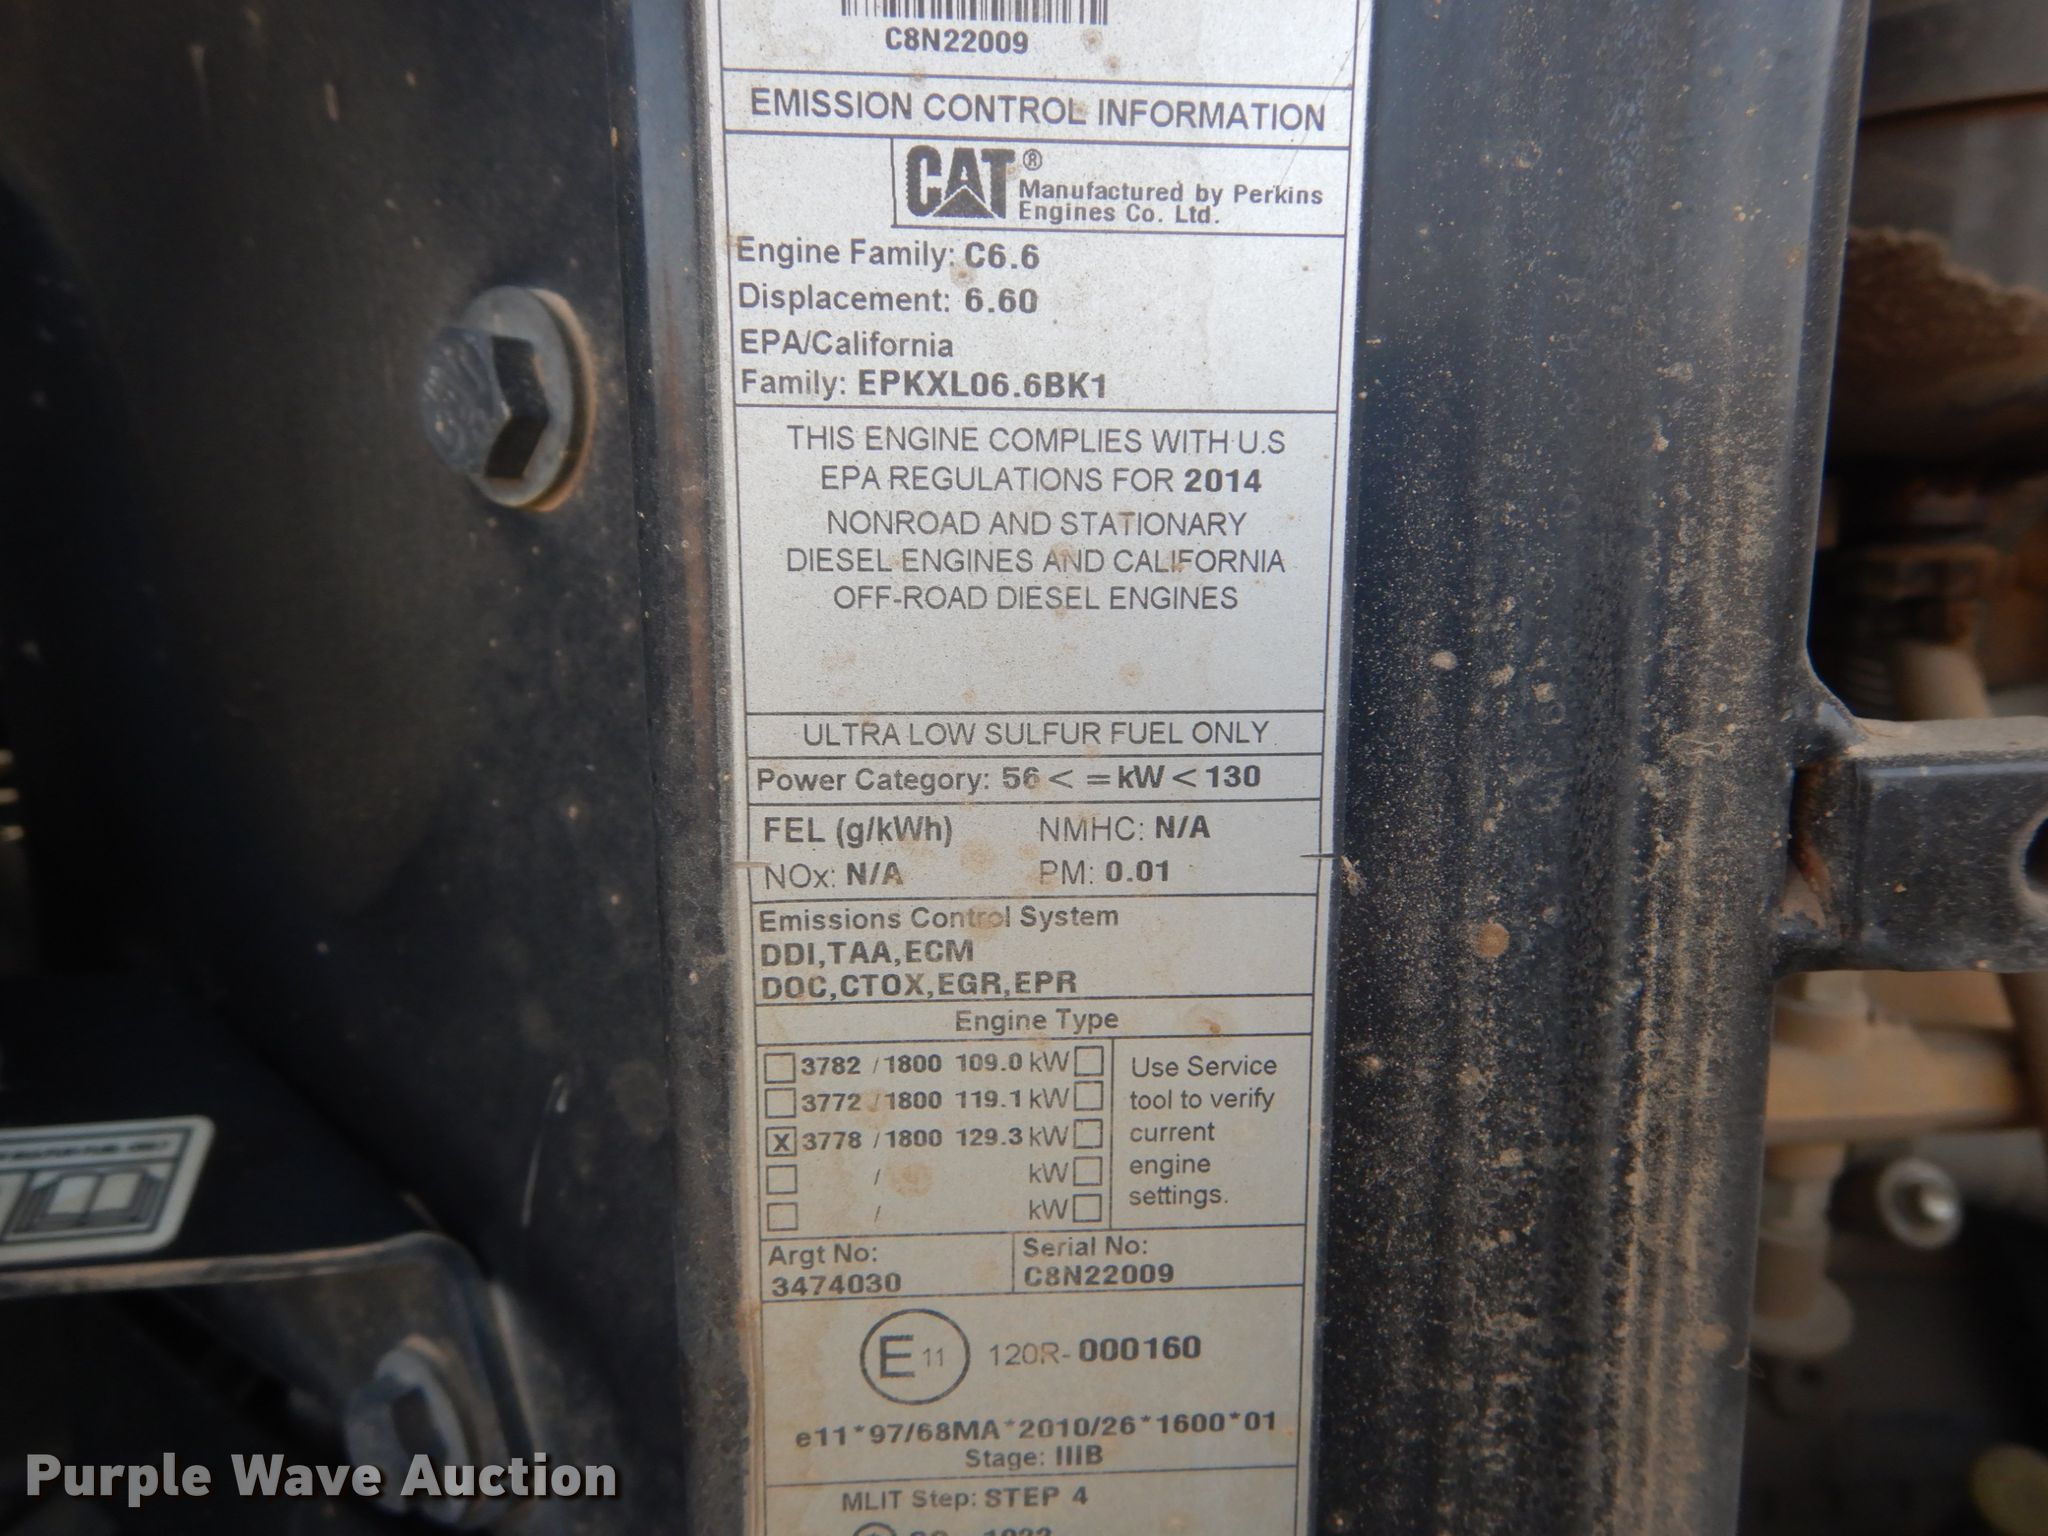 C8N22009
EMISSION CONTROL INFORMATION
CAT®
Manufactured by Perkins
Engines Co. Ltd.
Engine Family: C6.6
Displacement: 6.60
EPA/California
Family: EPKXL06.6BK1
THIS ENGINE COMPLIES WITH U.S
EPA REGULATIONS FOR 2014
NONROAD AND STATIONARY
DIESEL ENGINES AND CALIFORNIA
OFF-ROAD DIESEL ENGINES
ULTRA LOW SULFUR FUEL ONLY
Power Category: 56 < = kW < 130
FEL (g/kWh) NMHC: N/A
NOx: N/A PM: 0.01
Emissions Control System
DDI,TAA,ECM
DOC,CTOX,EGR,EPR
Engine Type
3782 / 1800 109.0 kW
3772 / 1800 119.1 kW
X 3778 / 1800 129.3 kW
/ kW
/ kW
Use Service
tool to verify
current
engine
settings.
Argt No:
3474030
Serial No:
C8N22009
E 11 120R- 000160
e11*97/68MA*2010/26*1600*01
Stage: IIIB
MLIT Step: STEP 4
Purple Wave Auction